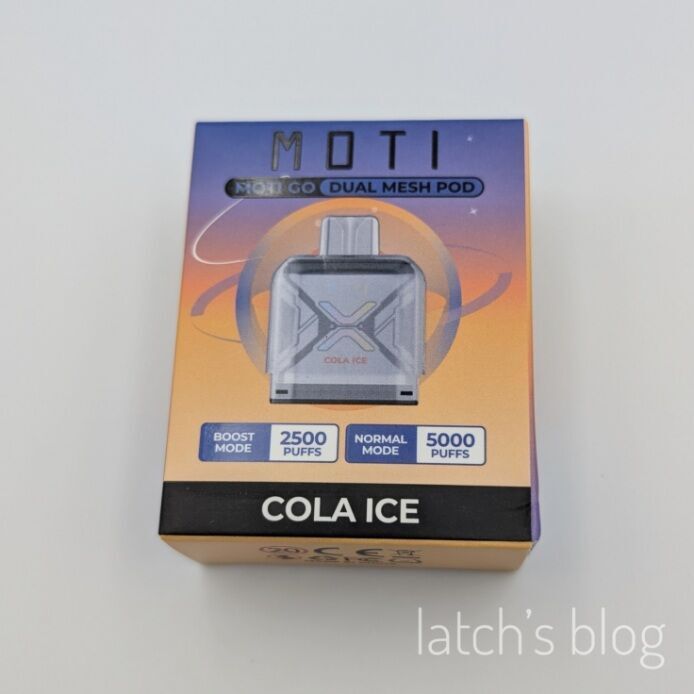 MOTI
MOTI GO DUAL MESH POD
COLA ICE
BOOST MODE 2500 PUFFS
NORMAL MODE 5000 PUFFS
COLA ICE
CE
latch's blog